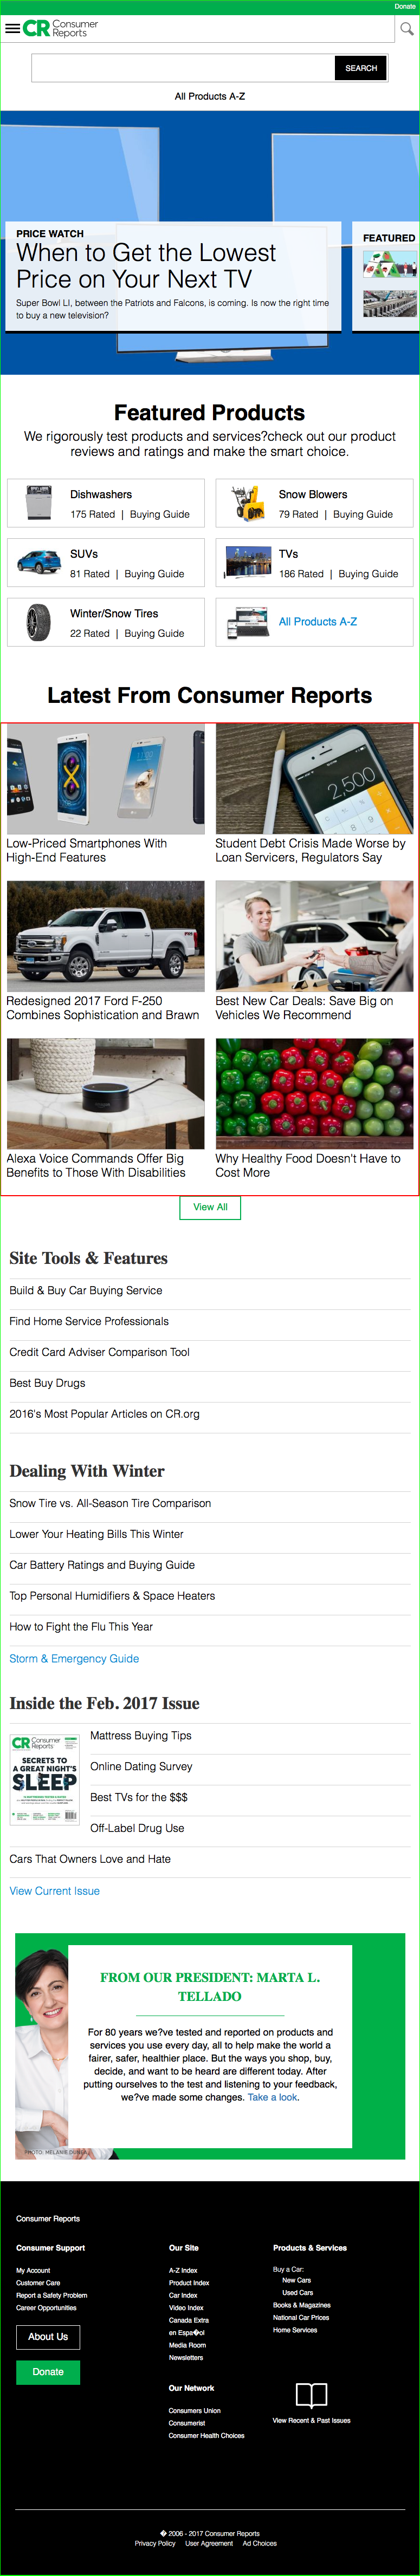 Donate
CR Consumer Reports
SEARCH
All Products A-Z
PRICE WATCH
When to Get the Lowest
Price on Your Next TV
Super Bowl LI, between the Patriots and Falcons, is coming. Is now the right time
to buy a new television?
FEATURED
Featured Products
We rigorously test products and services?check out our product
reviews and ratings and make the smart choice.
Dishwashers
175 Rated | Buying Guide
Snow Blowers
79 Rated | Buying Guide
SUVs
81 Rated | Buying Guide
TVs
186 Rated | Buying Guide
Winter/Snow Tires
22 Rated | Buying Guide
All Products A-Z
Latest From Consumer Reports
2,500
Low-Priced Smartphones With
High-End Features
Student Debt Crisis Made Worse by
Loan Servicers, Regulators Say
Redesigned 2017 Ford F-250
Combines Sophistication and Brawn
Best New Car Deals: Save Big on
Vehicles We Recommend
Alexa Voice Commands Offer Big
Benefits to Those With Disabilities
Why Healthy Food Doesn't Have to
Cost More
View All
Site Tools & Features
Build & Buy Car Buying Service
Find Home Service Professionals
Credit Card Adviser Comparison Tool
Best Buy Drugs
2016's Most Popular Articles on CR.org
Dealing With Winter
Snow Tire vs. All-Season Tire Comparison
Lower Your Heating Bills This Winter
Car Battery Ratings and Buying Guide
Top Personal Humidifiers & Space Heaters
How to Fight the Flu This Year
Storm & Emergency Guide
Inside the Feb. 2017 Issue
CR Consumer Reports
SECRETS TO
A GREAT NIGHT'S
SLEEP
Mattress Buying Tips
Online Dating Survey
Best TVs for the $$$
Off-Label Drug Use
Cars That Owners Love and Hate
View Current Issue
FROM OUR PRESIDENT: MARTA L.
TELLADO
For 80 years we?ve tested and reported on products and
services you use every day, all to help make the world a
fairer, safer, healthier place. But the ways you shop, buy,
decide, and want to be heard are different today. After
putting ourselves to the test and listening to your feedback,
we?ve made some changes. Take a look.
PHOTO: MELANIE
Consumer Reports
Consumer Support
My Account
Customer Care
Report a Safety Problem
Career Opportunities
About Us
Donate
Our Site
A-Z Index
Product Index
Car Index
Video Index
Canada Extra
en Espa�ol
Media Room
Newsletters
Our Network
Consumers Union
Consumerist
Consumer Health Choices
Products & Services
Buy a Car:
New Cars
Used Cars
Books & Magazines
National Car Prices
Home Services
View Recent & Past Issues
� 2006 - 2017 Consumer Reports
Privacy Policy User Agreement Ad Choices